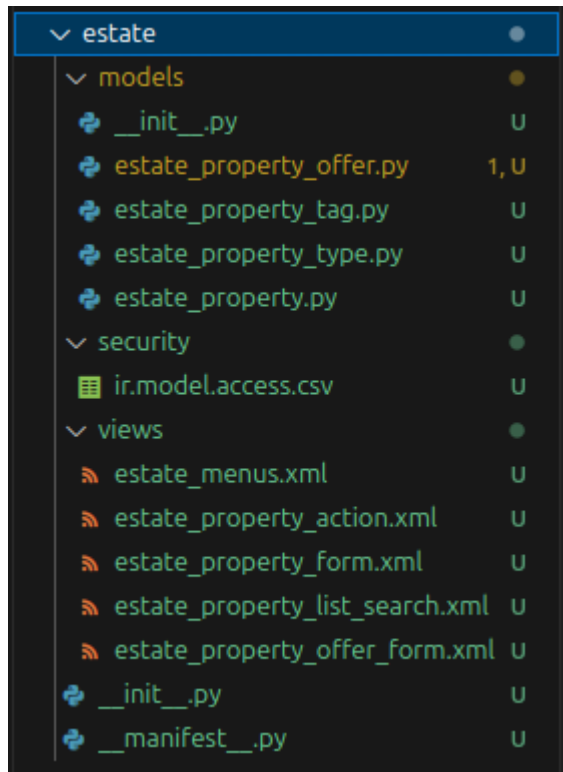 estate
models
__init__.py U
estate_property_offer.py 1, U
estate_property_tag.py U
estate_property_type.py U
estate_property.py U
security
ir.model.access.csv U
views
estate_menus.xml U
estate_property_action.xml U
estate_property_form.xml U
estate_property_list_search.xml U
estate_property_offer_form.xml U
__init__.py U
__manifest__.py U